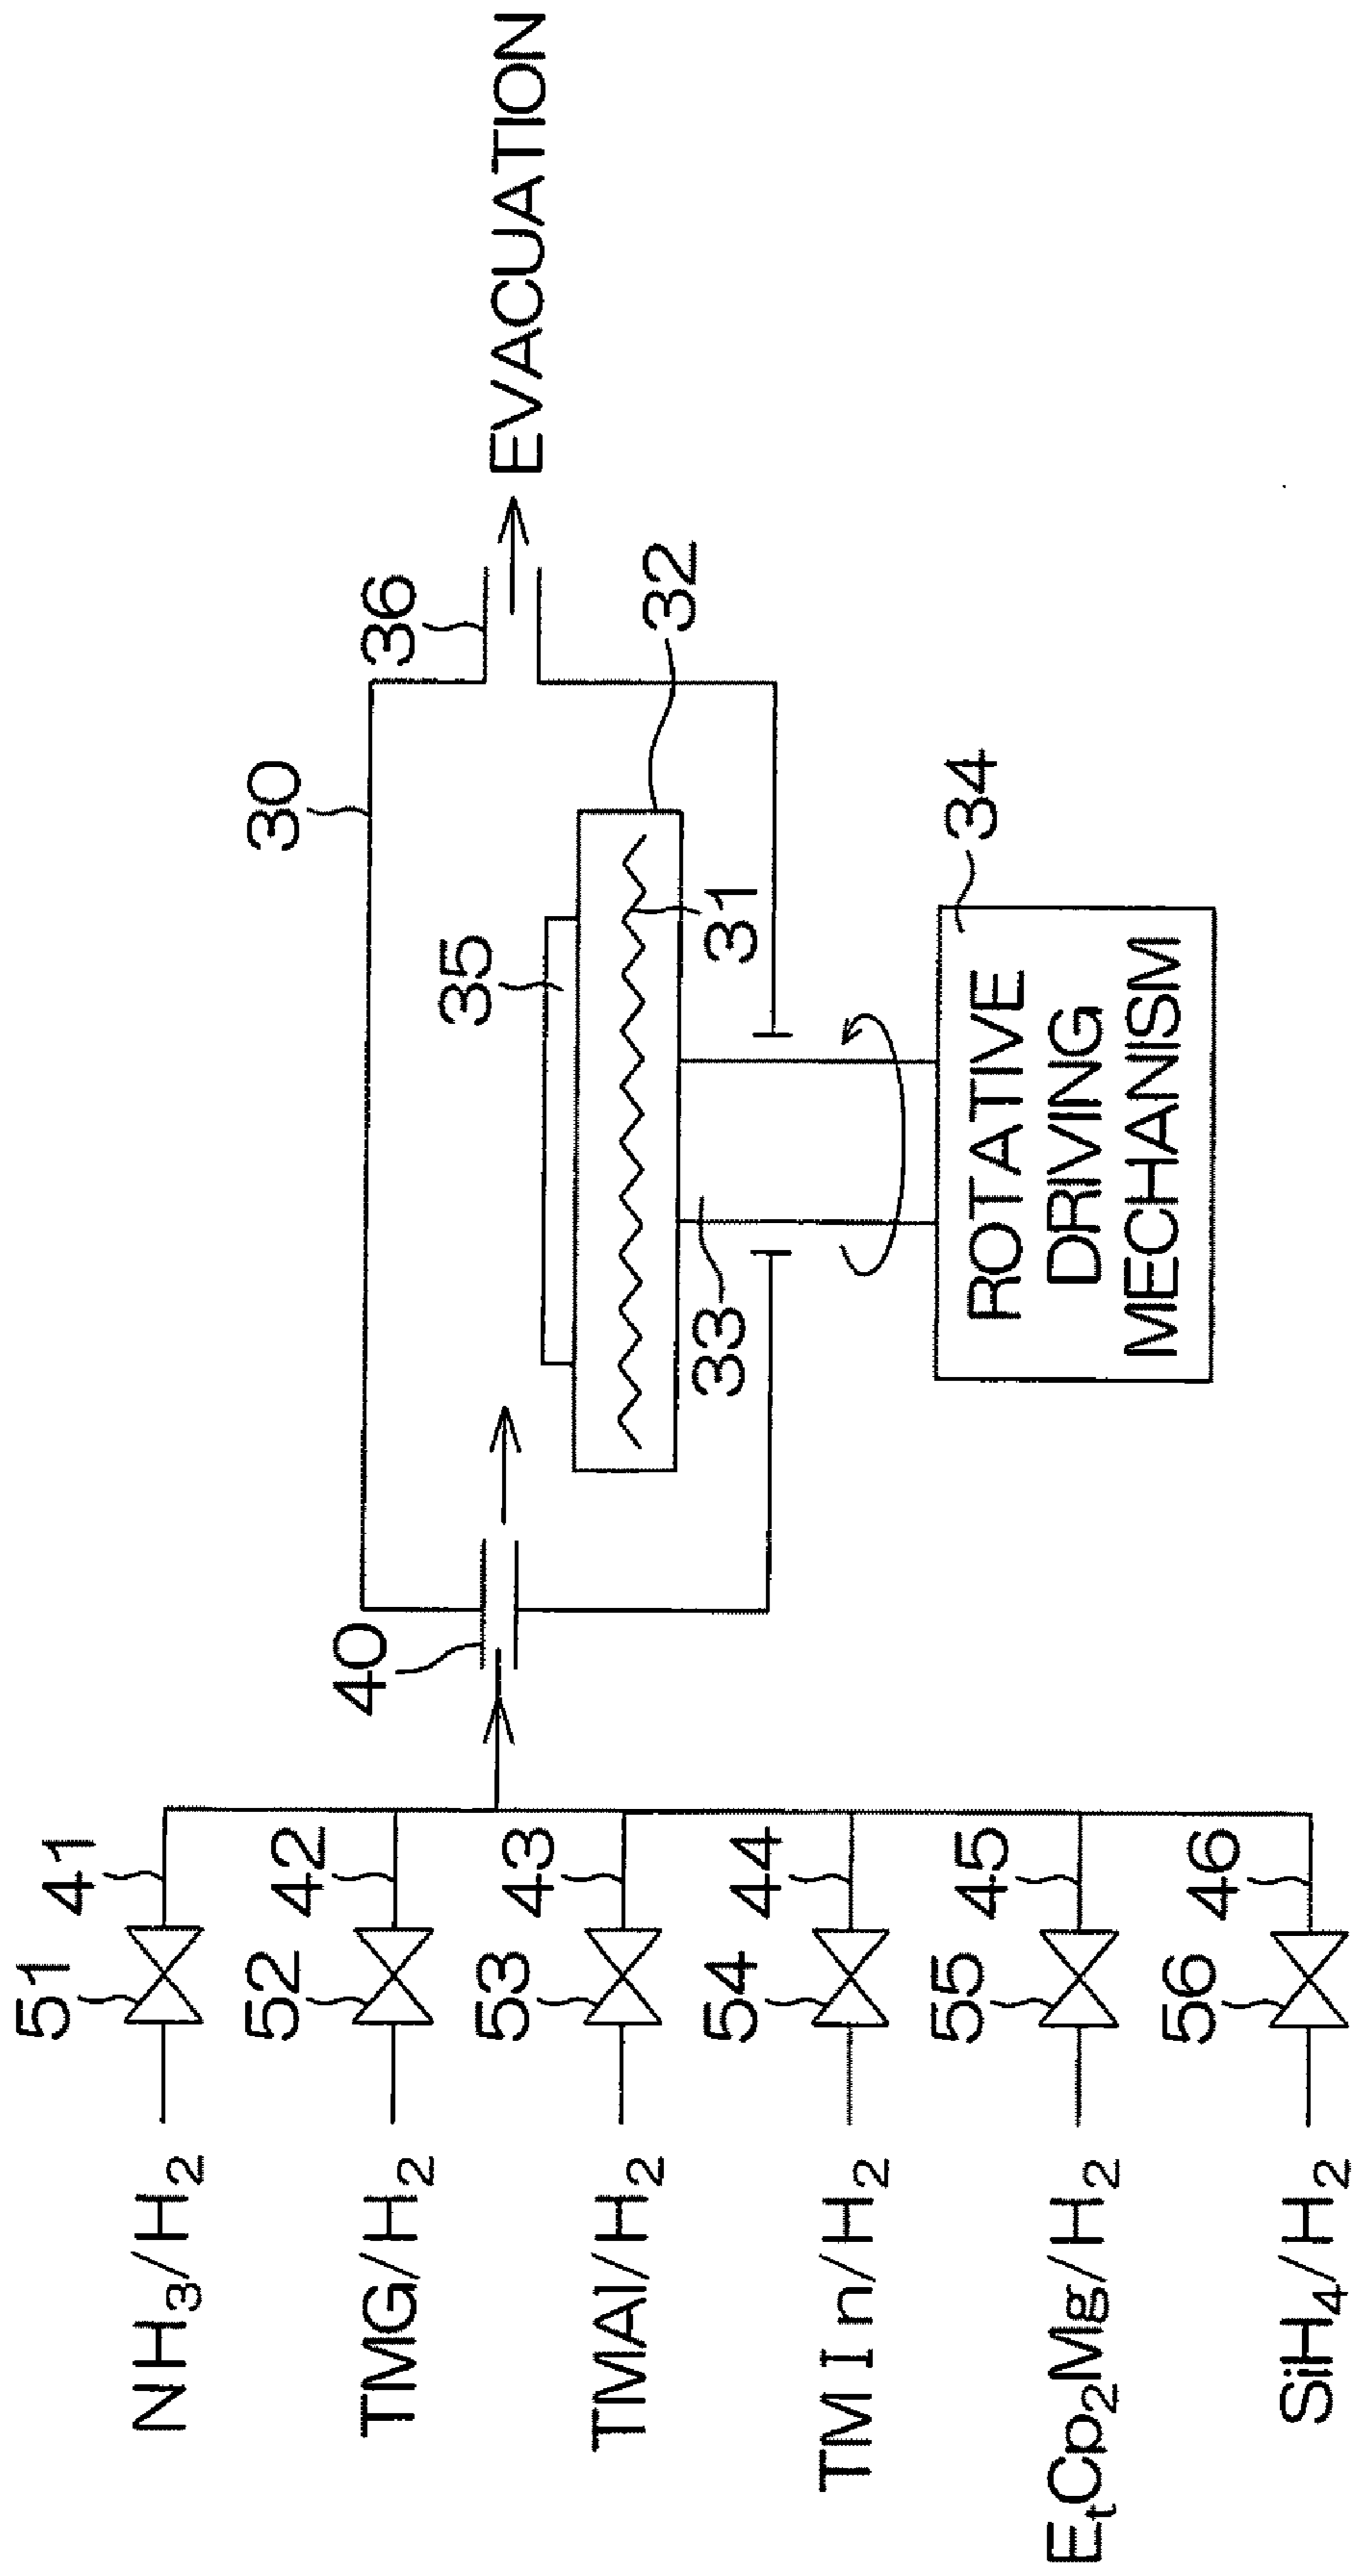 EVACUATION
36
30
32
35
31
34
ROTATIVE
DRIVING
MECHANISM
33
40
41
51
NH3/H2
42
52
TMG/H2
43
53
TMAl/H2
44
54
TMIn/H2
45
55
EtCp2Mg/H2
46
56
SiH4/H2